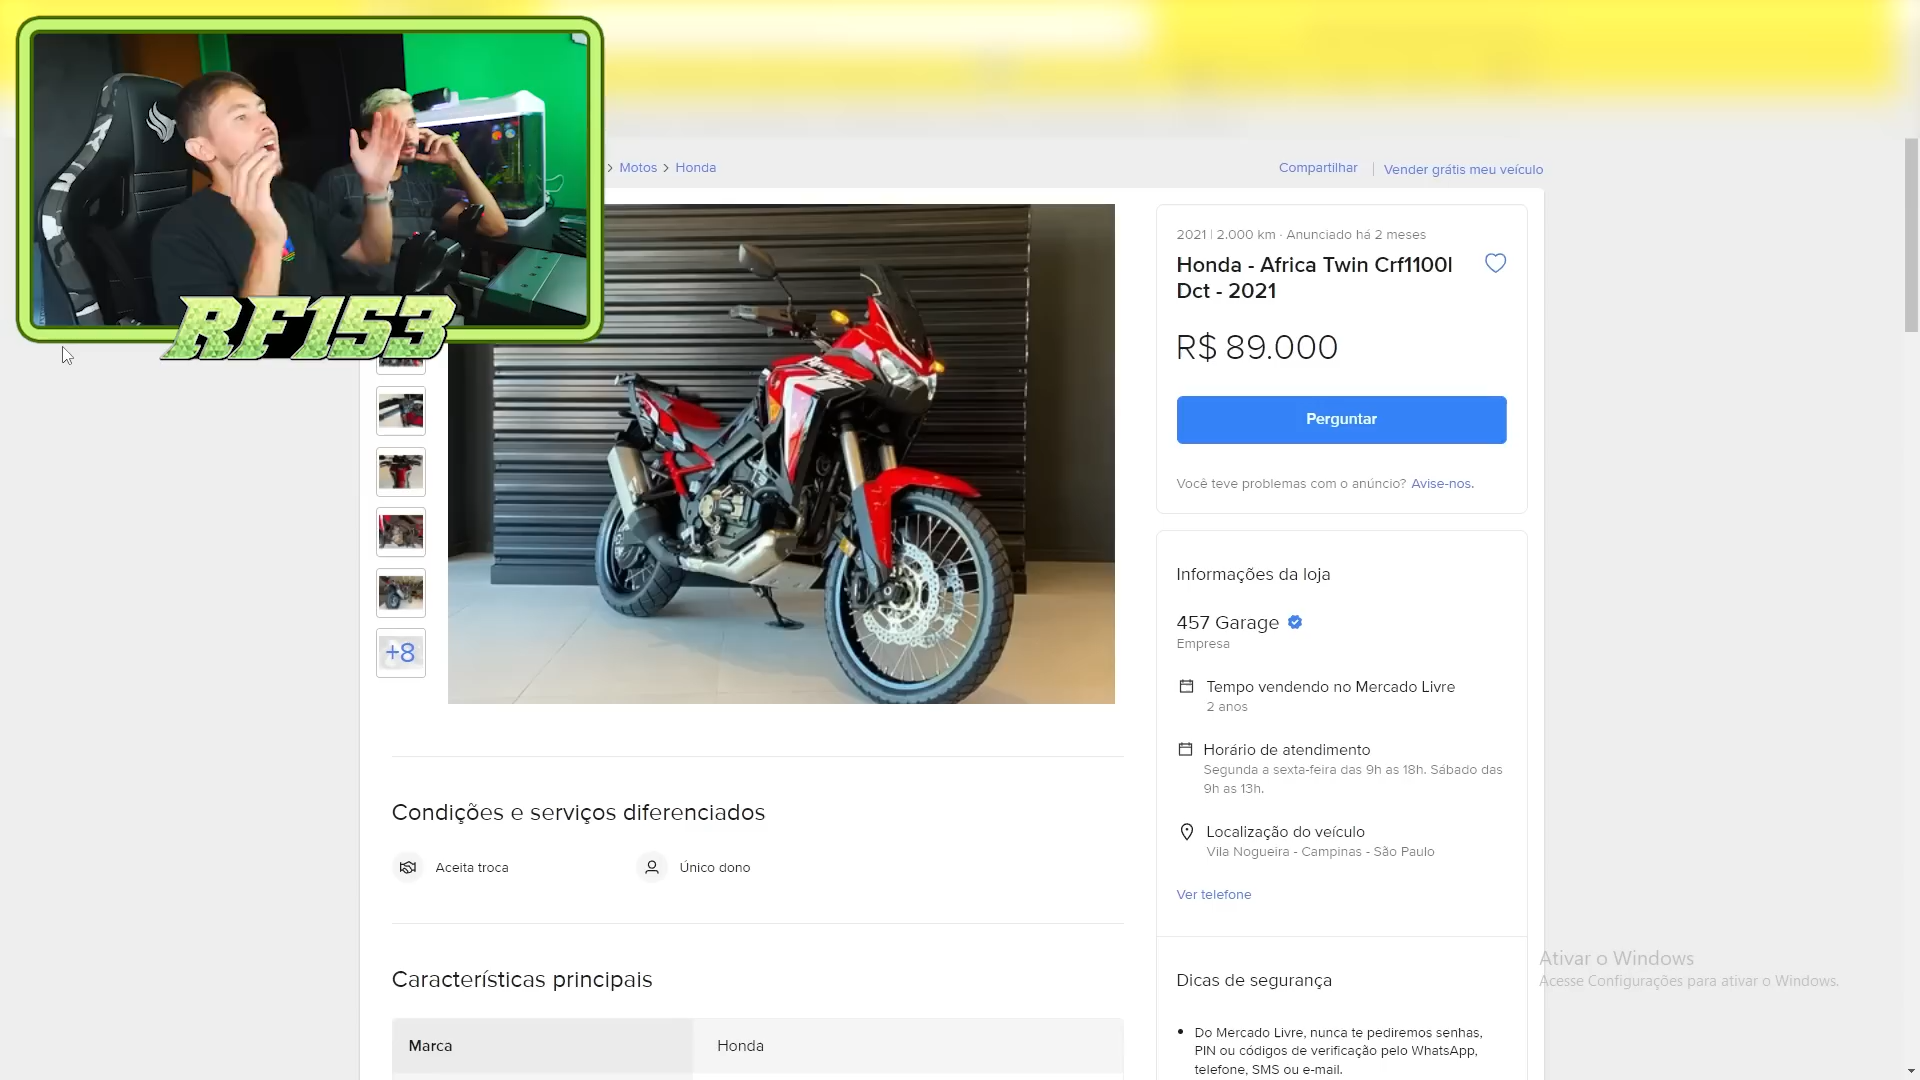 RF153
Motos > Honda
Compartilhar | Vender grátis meu veículo
2021 | 2.000 km · Anunciado há 2 meses
Honda - Africa Twin Crf1100l
Dct - 2021
R$ 89.000
Perguntar
Você teve problemas com o anúncio? Avise-nos.
+8
Informações da loja
457 Garage
Empresa
Tempo vendendo no Mercado Livre
2 anos
Horário de atendimento
Segunda a sexta-feira das 9h as 18h. Sábado das
9h as 13h.
Localização do veículo
Vila Nogueira - Campinas - São Paulo
Ver telefone
Condições e serviços diferenciados
Aceita troca
Único dono
Características principais
Marca
Honda
Dicas de segurança
• Do Mercado Livre, nunca te pediremos senhas,
PIN ou códigos de verificação pelo WhatsApp,
telefone, SMS ou e-mail.
Ativar o Windows
Acesse Configurações para ativar o Windows.